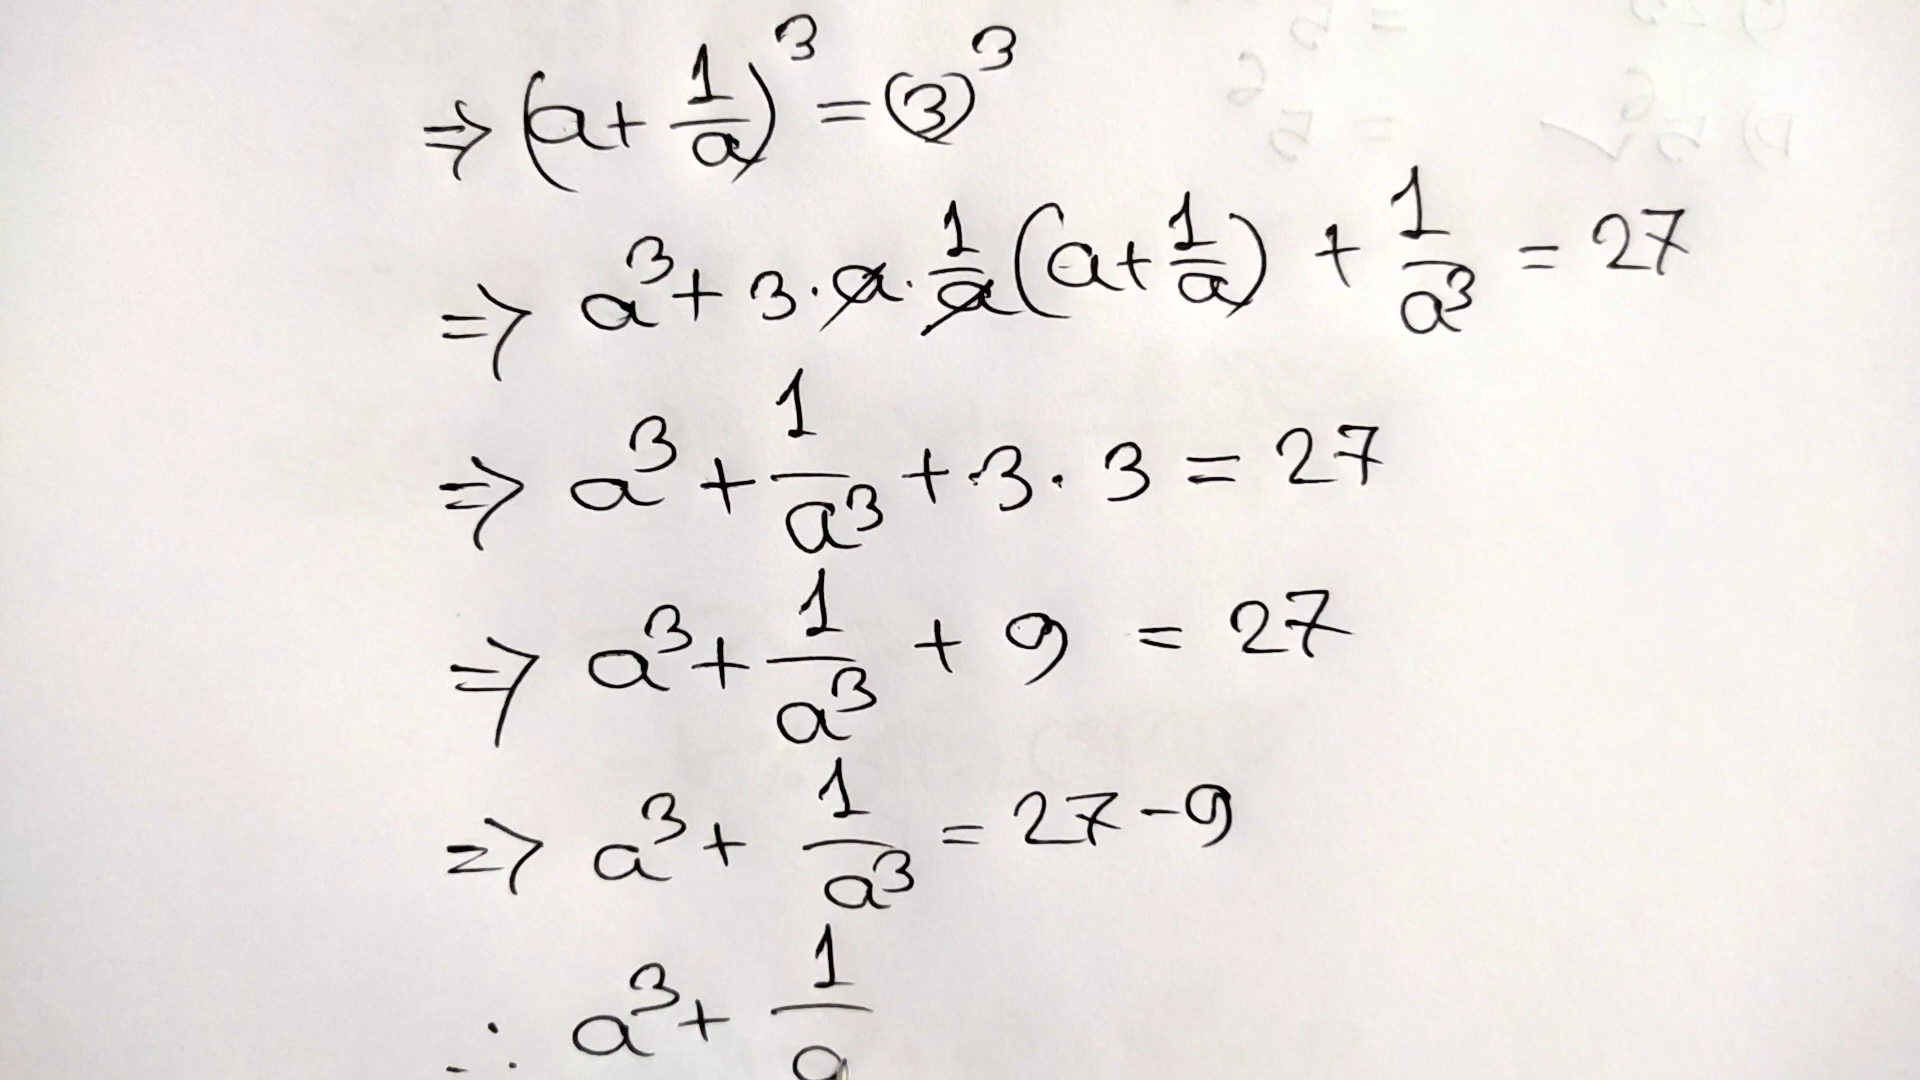 ⇒ (a + 1/a)³ = (3)³
⇒ a³ + 3 · a · 1/a (a + 1/a) + 1/a³ = 27
⇒ a³ + 1/a³ + 3 · 3 = 27
⇒ a³ + 1/a³ + 9 = 27
⇒ a³ + 1/a³ = 27 - 9
∴ a³ + 1/a